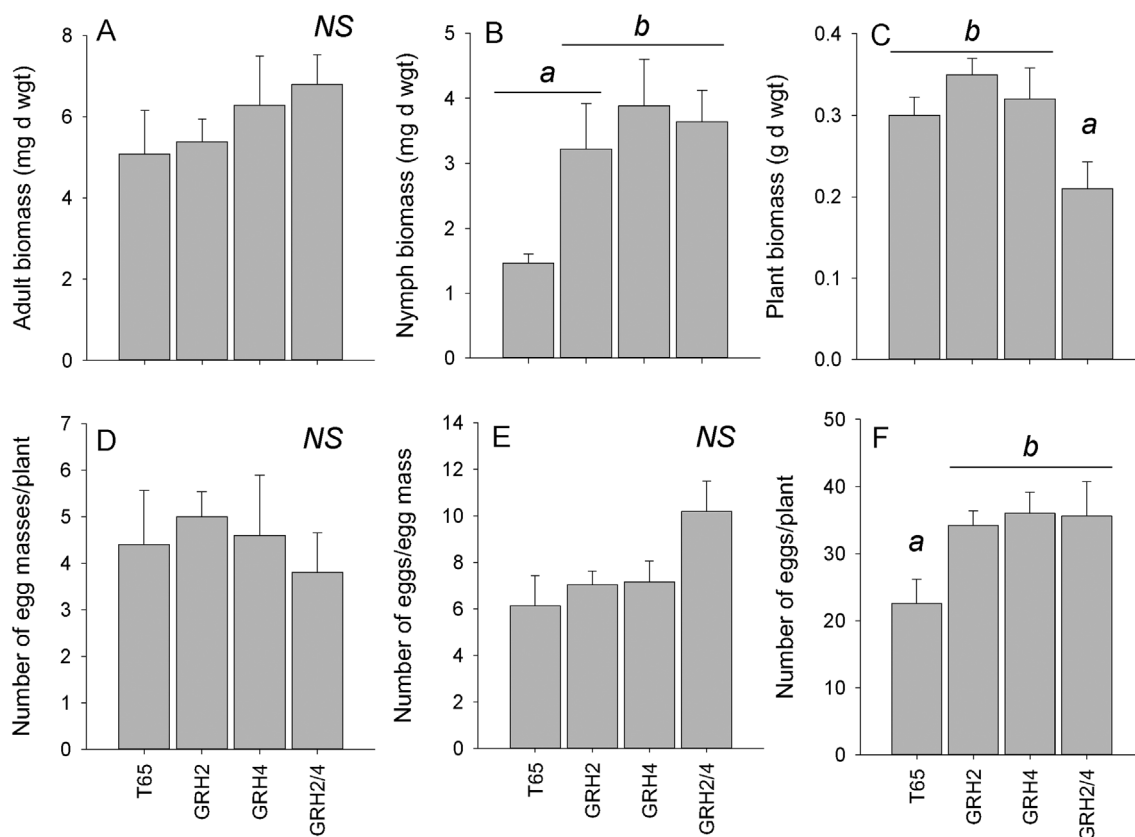 A
NS
Adult biomass (mg d wgt)
8
6
4
2
0
B
a
b
Nymph biomass (mg d wgt)
5
4
3
2
1
0
C
b
a
Plant biomass (g d wgt)
0.4
0.3
0.2
0.1
0.0
D
NS
Number of egg masses/plant
7
6
5
4
3
2
1
0
T65
GRH2
GRH4
GRH2/4
E
NS
Number of eggs/egg mass
14
12
10
8
6
4
2
0
T65
GRH2
GRH4
GRH2/4
F
a
b
Number of eggs/plant
50
40
30
20
10
0
T65
GRH2
GRH4
GRH2/4